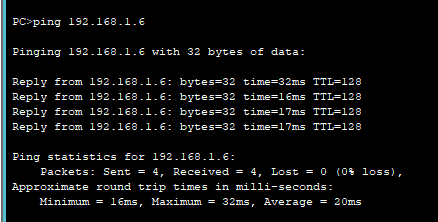 PC>ping 192.168.1.6
Pinging 192.168.1.6 with 32 bytes of data:
Reply from 192.168.1.6: bytes=32 time=32ms TTL=128
Reply from 192.168.1.6: bytes=32 time=16ms TTL=128
Reply from 192.168.1.6: bytes=32 time=17ms TTL=128
Reply from 192.168.1.6: bytes=32 time=17ms TTL=128
Ping statistics for 192.168.1.6:
Packets: Sent = 4, Received = 4, Lost = 0 (0% loss),
Approximate round trip times in milli-seconds:
Minimum = 16ms, Maximum = 32ms, Average = 20ms